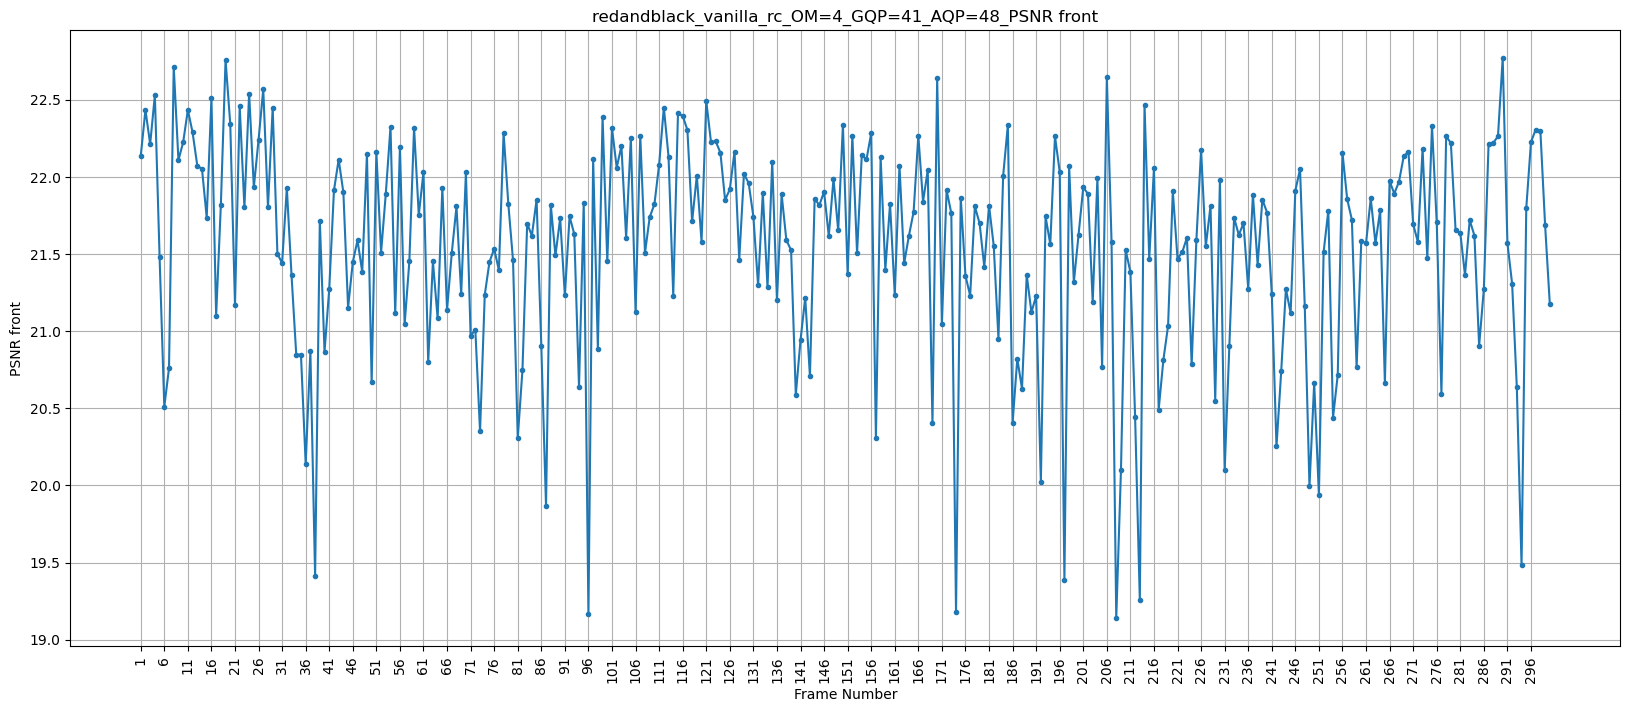 redandblack_vanilla_rc_OM=4_GQP=41_AQP=48_PSNR front
PSNR front
22.5
22.0
21.5
21.0
20.5
20.0
19.5
19.0
1 6 11 16 21 26 31 36 41 46 51 56 61 66 71 76 81 86 91 96 101 106 111 116 121 126 131 136 141 146 151 156 161 166 171 176 181 186 191 196 201 206 211 216 221 226 231 236 241 246 251 256 261 266 271 276 281 286 291 296
Frame Number